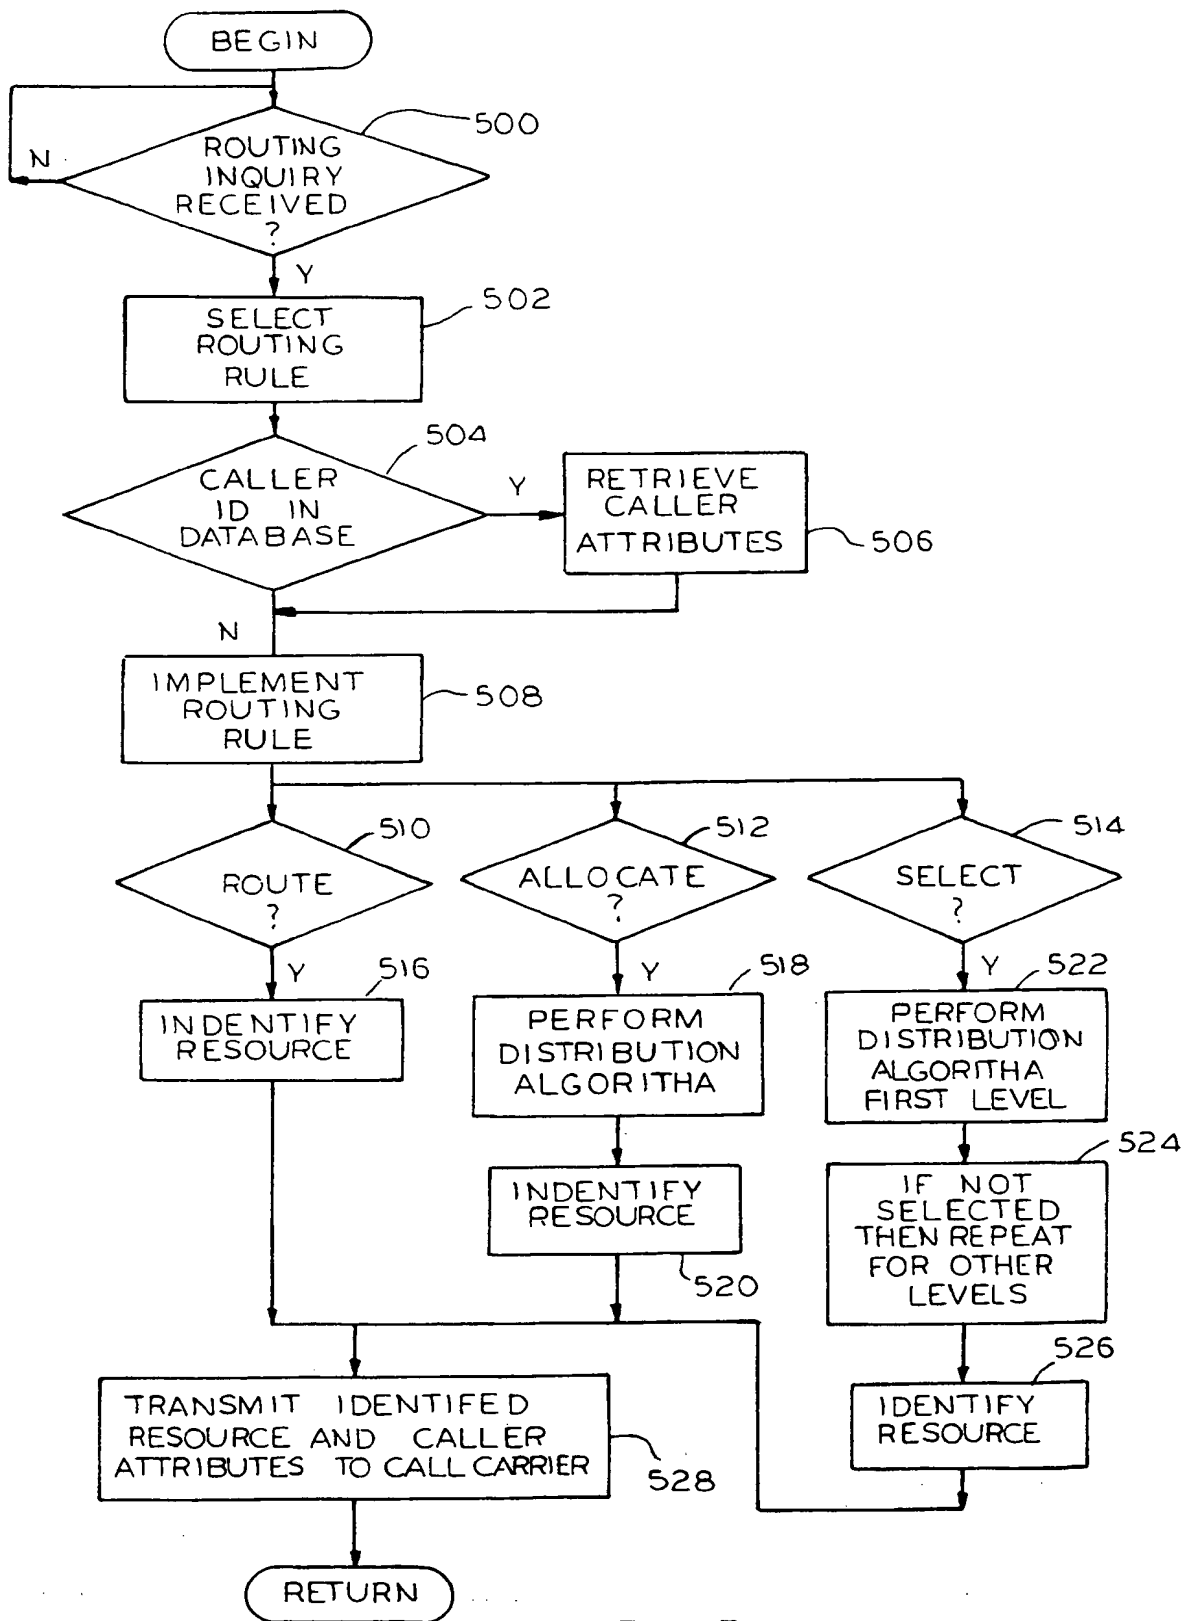 BEGIN
500
ROUTING
INQUIRY
RECEIVED
?
N
Y
502
SELECT
ROUTING
RULE
504
CALLER
ID IN
DATABASE
Y
RETRIEVE
CALLER
ATTRIBUTES
506
N
IMPLEMENT
ROUTING
RULE
508
510
ROUTE
?
Y
512
ALLOCATE
?
Y
514
SELECT
?
Y
516
INDENTIFY
RESOURCE
518
PERFORM
DISTRIBUTION
ALGORITHA
522
PERFORM
DISTRIBUTION
ALGORITHA
FIRST LEVEL
INDENTIFY
RESOURCE
520
524
IF NOT
SELECTED
THEN REPEAT
FOR OTHER
LEVELS
526
IDENTIFY
RESOURCE
TRANSMIT IDENTIFED
RESOURCE AND CALLER
ATTRIBUTES TO CALL CARRIER
528
RETURN